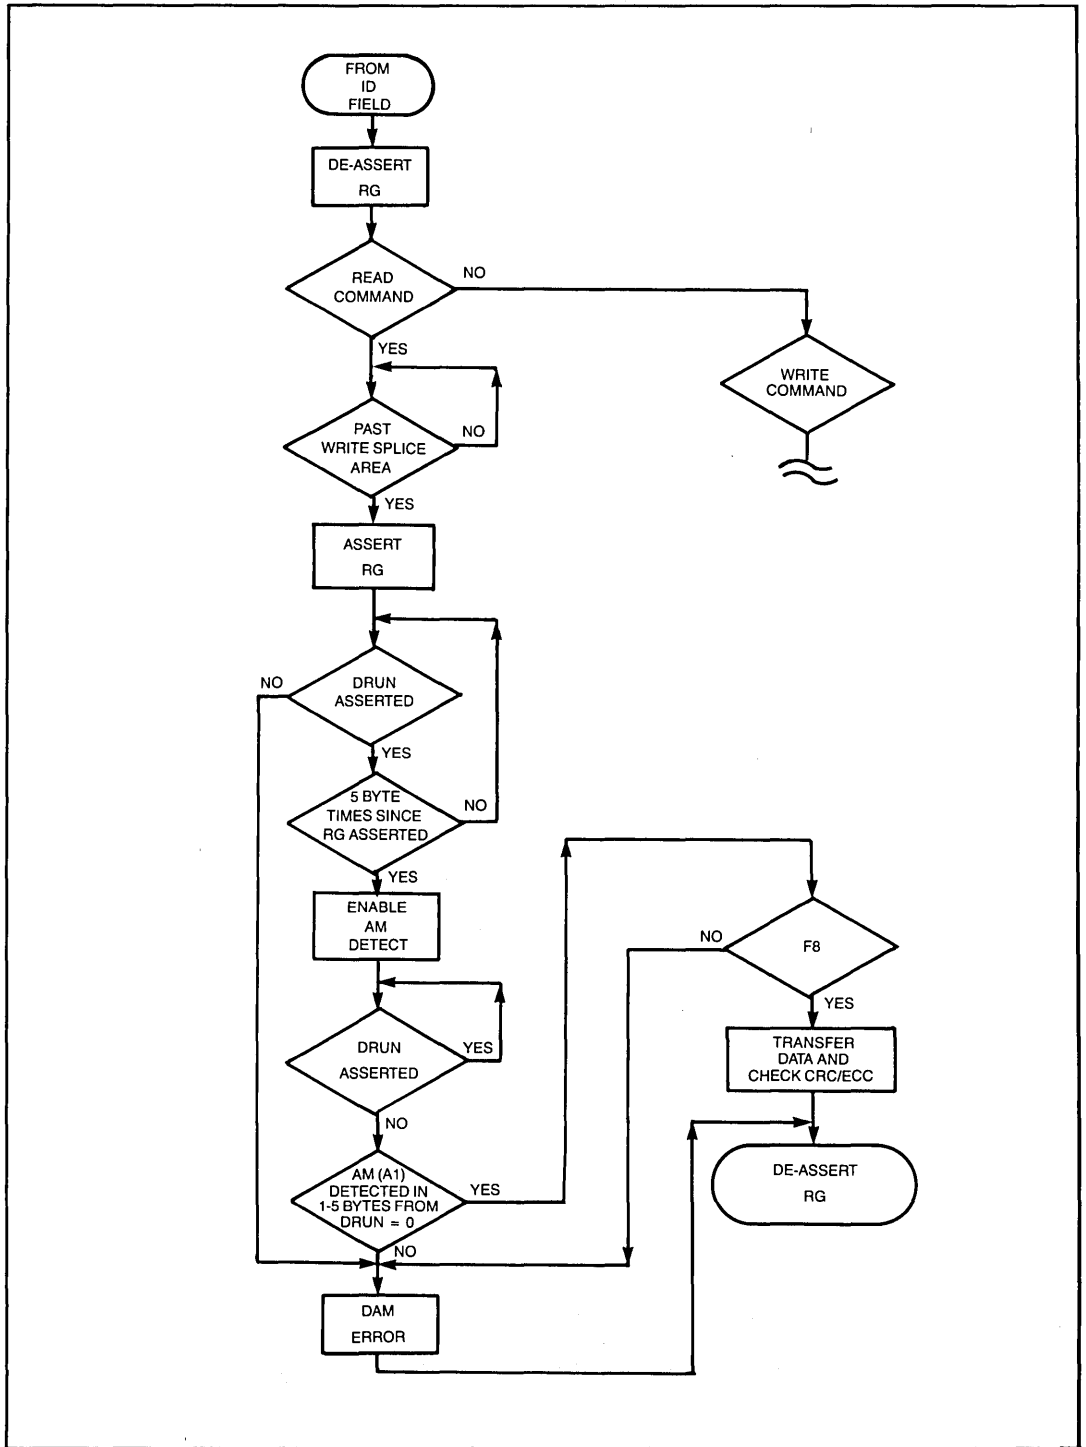 FROM
ID
FIELD
DE-ASSERT
RG
READ
COMMAND
NO
YES
WRITE
COMMAND
PAST
WRITE SPLICE
AREA
NO
YES
ASSERT
RG
DRUN
ASSERTED
NO
YES
5 BYTE
TIMES SINCE
RG ASSERTED
NO
YES
ENABLE
AM
DETECT
DRUN
ASSERTED
YES
NO
AM (A1)
DETECTED IN
1-5 BYTES FROM
DRUN = 0
YES
NO
F8
NO
YES
TRANSFER
DATA AND
CHECK CRC/ECC
DE-ASSERT
RG
DAM
ERROR